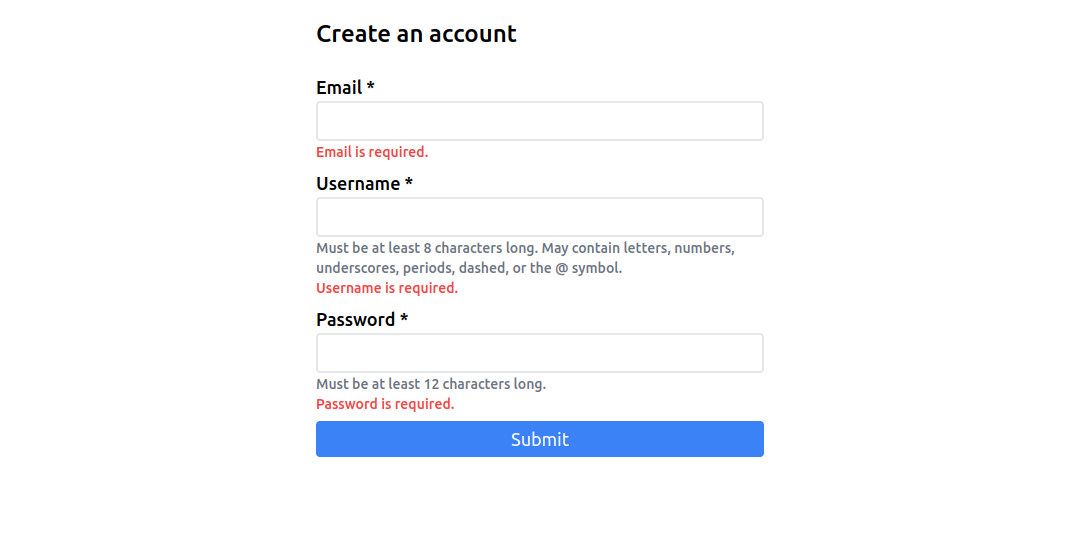 Create an account
Email *
Email is required.
Username *
Must be at least 8 characters long. May contain letters, numbers,
underscores, periods, dashed, or the @ symbol.
Username is required.
Password *
Must be at least 12 characters long.
Password is required.
Submit